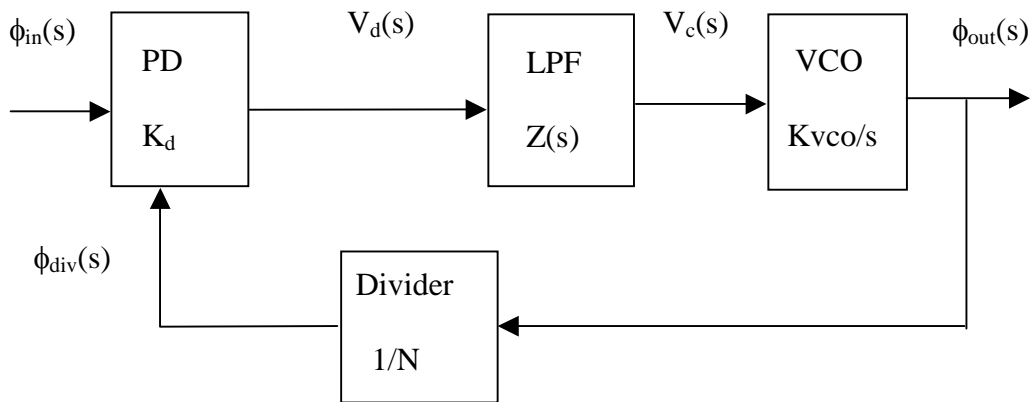 ϕin(s)
Vd(s)
Vc(s)
ϕout(s)
PD
Kd
LPF
Z(s)
VCO
Kvco/s
ϕdiv(s)
Divider
1/N